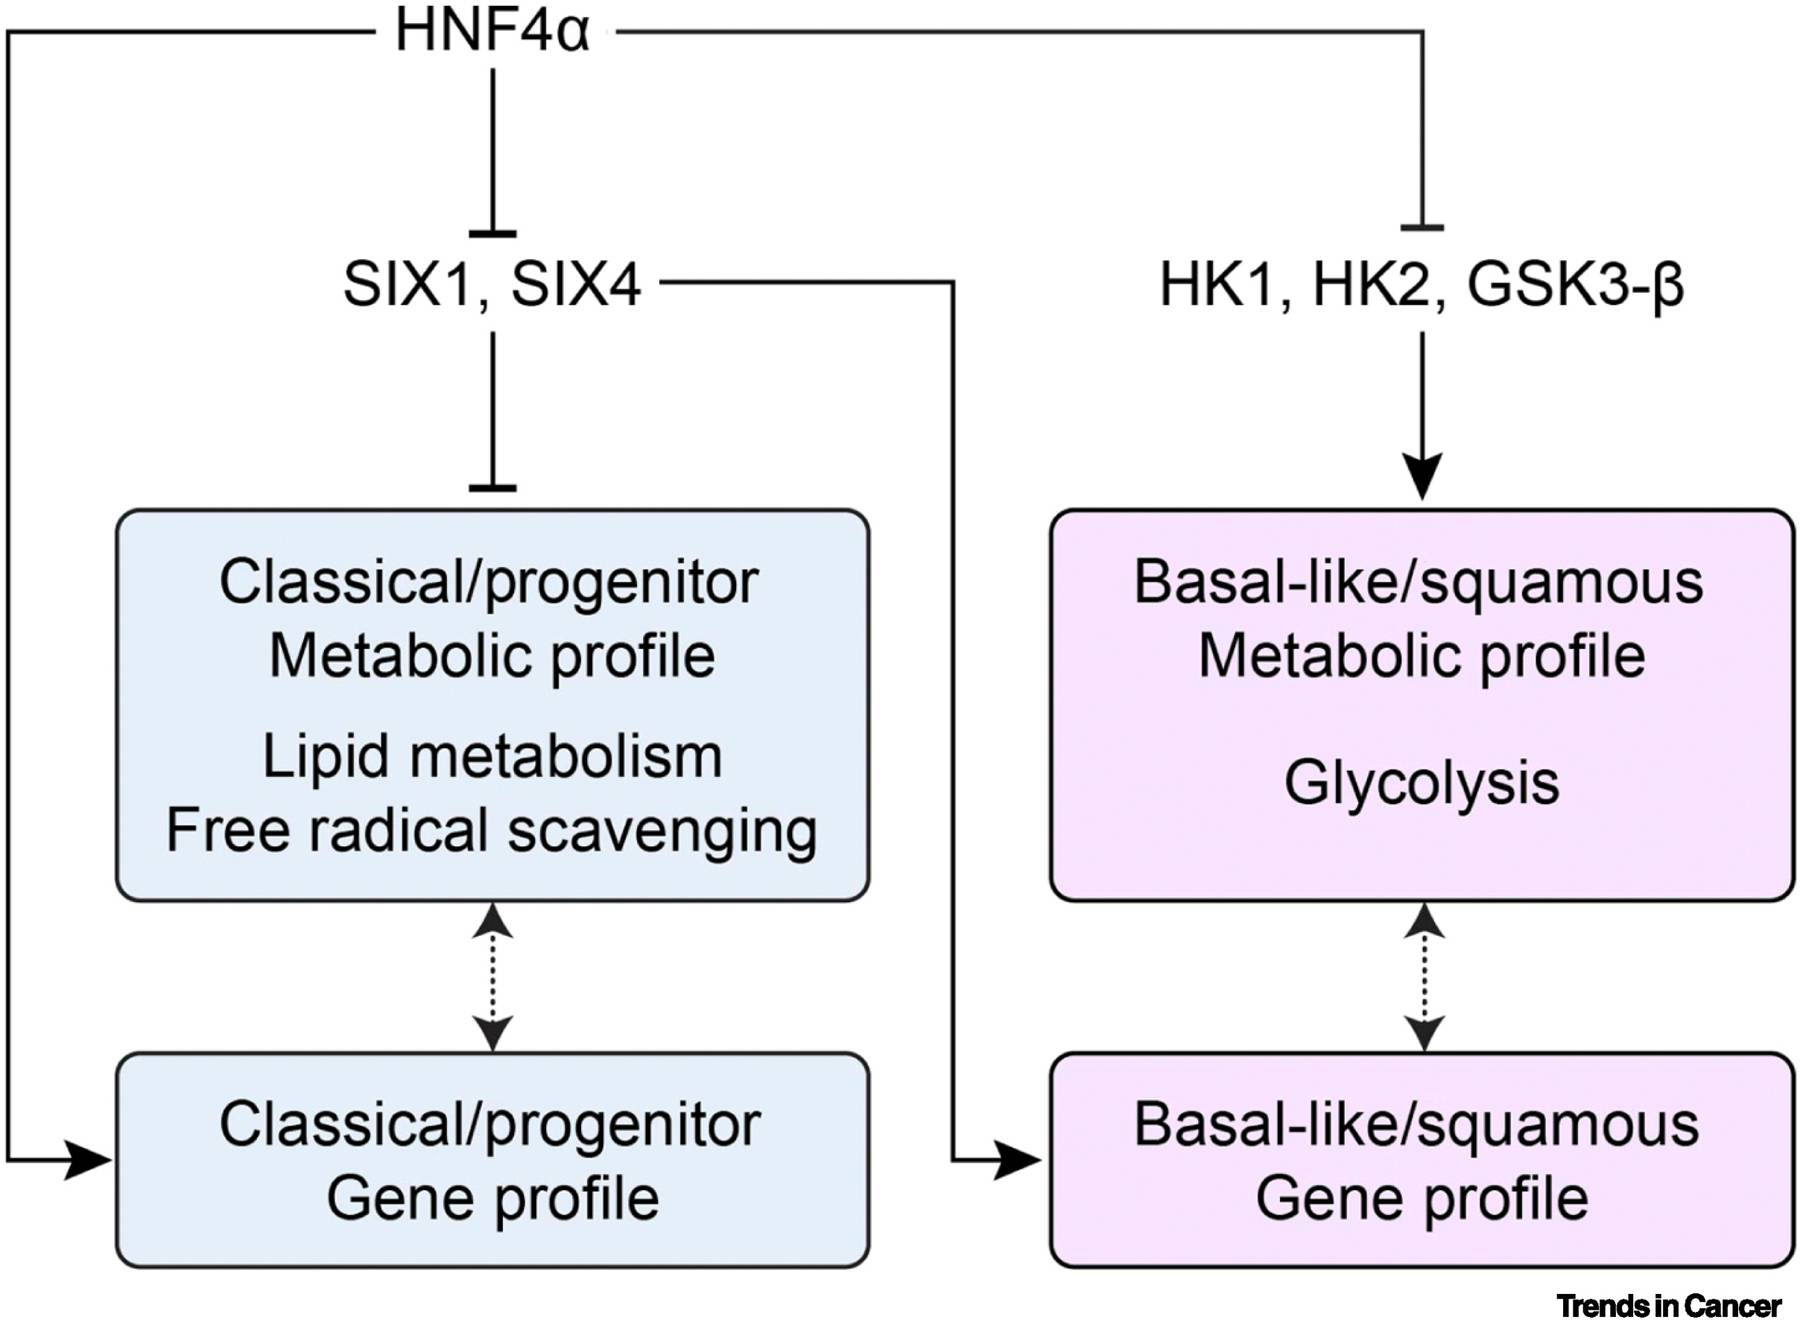 HNF4α
SIX1, SIX4
HK1, HK2, GSK3-β
Classical/progenitor
Metabolic profile
Lipid metabolism
Free radical scavenging
Basal-like/squamous
Metabolic profile
Glycolysis
Classical/progenitor
Gene profile
Basal-like/squamous
Gene profile
Trends in Cancer